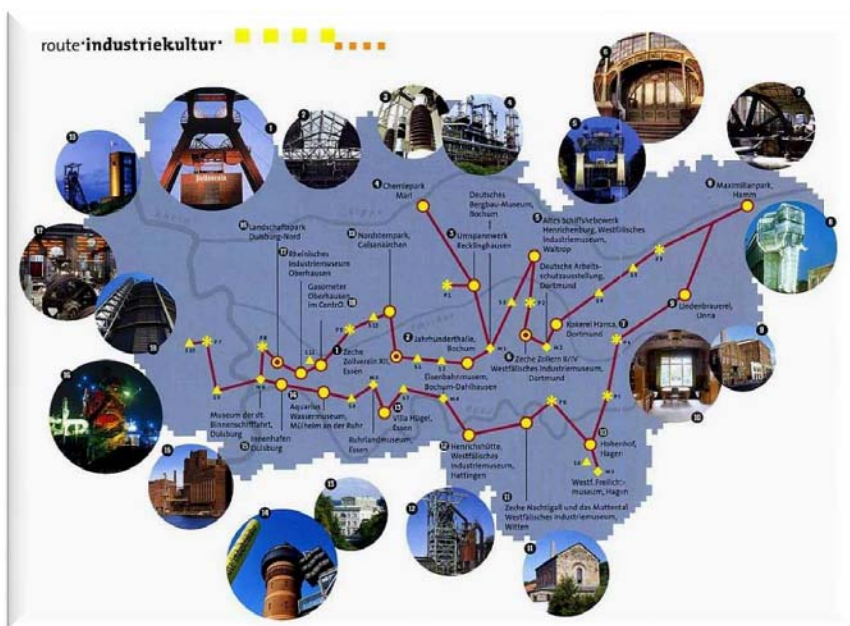 route·industriekultur·
Chemiepark
Marl
Deutsches
Bergbau-Museum,
Bochum
Maximilianpark,
Hamm
Altes Schiffshebewerk
Henrichenburg, Westfälisches
Industriemuseum,
Waltrop
Landschaftspark
Duisburg-Nord
Nordsternpark,
Gelsenkirchen
Umspannwerk
Recklinghausen
Rheinisches
Industriemuseum
Oberhausen
Deutsche Arbeits-
schutzausstellung,
Dortmund
Gasometer
Oberhausen
im CentrO.
Lindenbrauerei,
Unna
Kokerei Hansa,
Dortmund
Jahrhunderthalle,
Bochum
Zeche
Zollverein XII,
Essen
Zeche Zollern II/IV
Westfälisches Industriemuseum,
Dortmund
Eisenbahnmuseum,
Bochum-Dahlhausen
Museum der dt.
Binnenschifffahrt,
Duisburg
Aquarius
Wassermuseum,
Mülheim an der Ruhr
Villa Hügel,
Essen
Innenhafen
Duisburg
Ruhrlandmuseum,
Essen
Henrichshütte,
Westfälisches
Industriemuseum,
Hattingen
Hohenhof,
Hagen
Westf. Freilicht-
museum, Hagen
Zeche Nachtigall und das Muttental
Westfälisches Industriemuseum,
Witten